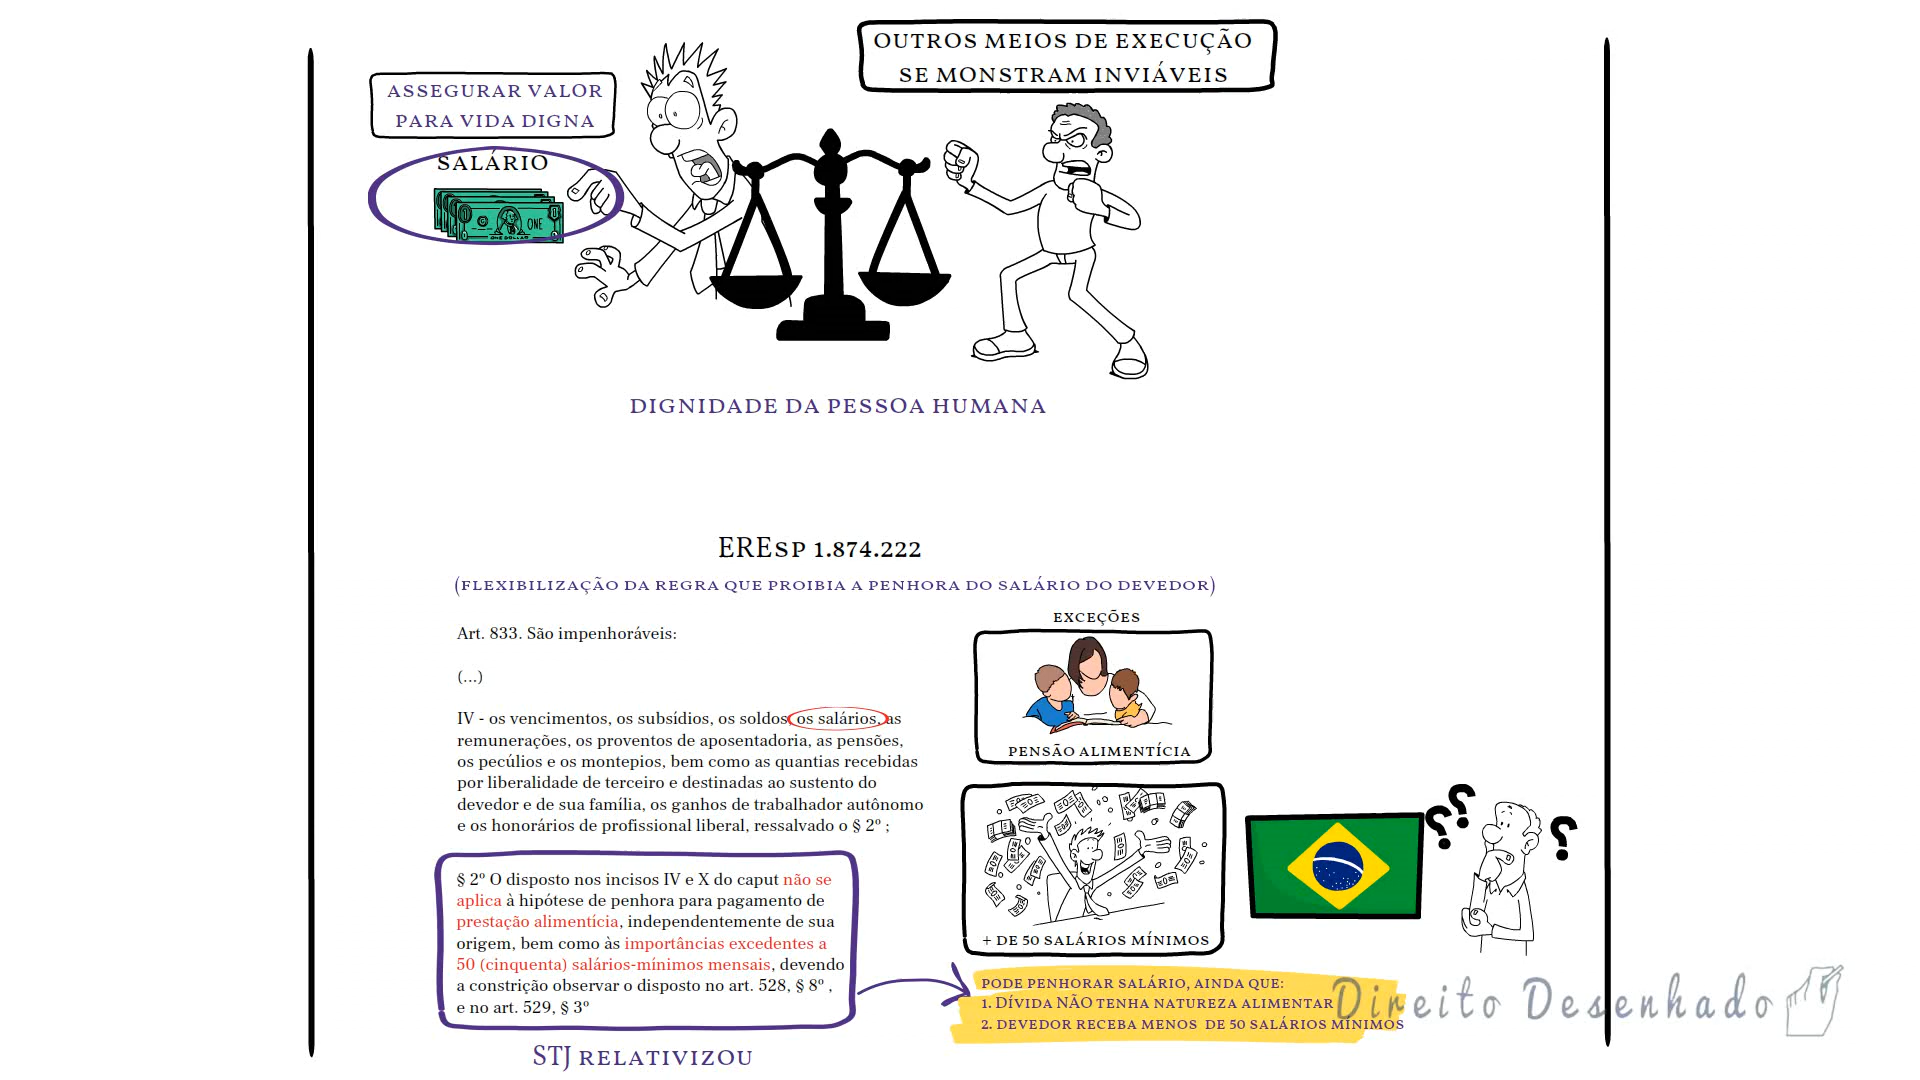 OUTROS MEIOS DE EXECUÇÃO
SE MONSTRAM INVIÁVEIS
ASSEGURAR VALOR
PARA VIDA DIGNA
SALÁRIO
ONE
ONE DOLLAR
DIGNIDADE DA PESSOA HUMANA
EREsp 1.874.222
(FLEXIBILIZAÇÃO DA REGRA QUE PROIBIA A PENHORA DO SALÁRIO DO DEVEDOR)
Art. 833. São impenhoráveis:
(...)
IV - os vencimentos, os subsídios, os soldos, os salários, as
remunerações, os proventos de aposentadoria, as pensões,
os pecúlios e os montepios, bem como as quantias recebidas
por liberalidade de terceiro e destinadas ao sustento do
devedor e de sua família, os ganhos de trabalhador autônomo
e os honorários de profissional liberal, ressalvado o § 2º ;
§ 2º O disposto nos incisos IV e X do caput não se
aplica à hipótese de penhora para pagamento de
prestação alimentícia, independentemente de sua
origem, bem como às importâncias excedentes a
50 (cinquenta) salários-mínimos mensais, devendo
a constrição observar o disposto no art. 528, § 8º ,
e no art. 529, § 3º
STJ RELATIVIZOU
EXCEÇÕES
PENSÃO ALIMENTÍCIA
+ DE 50 SALÁRIOS MÍNIMOS
? ? ?
PODE PENHORAR SALÁRIO, AINDA QUE:
1. DÍVIDA NÃO TENHA NATUREZA ALIMENTAR
2. DEVEDOR RECEBA MENOS DE 50 SALÁRIOS MÍNIMOS
Direito Desenhado